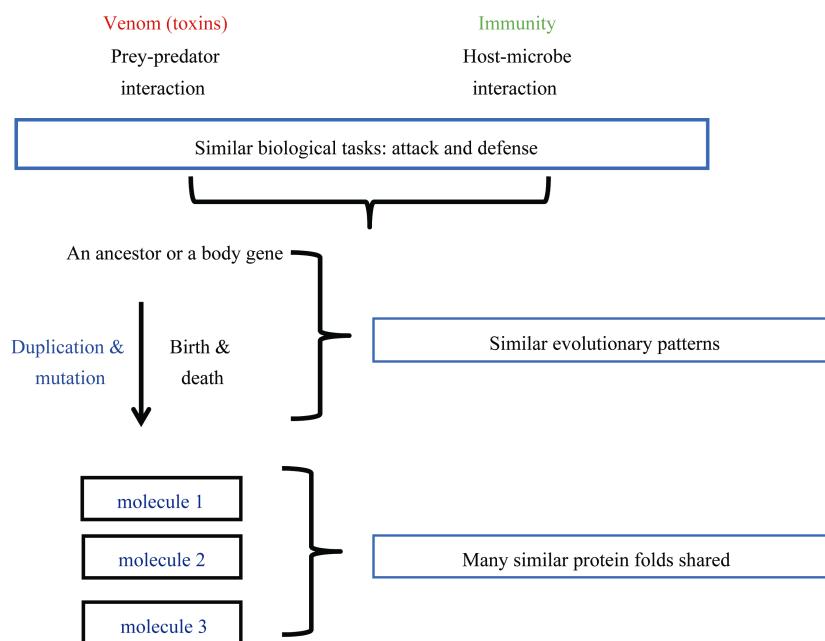 Venom (toxins)
Immunity
Prey-predator
interaction
Host-microbe
interaction
Similar biological tasks: attack and defense
An ancestor or a body gene
Duplication &
mutation
Birth &
death
Similar evolutionary patterns
molecule 1
molecule 2
molecule 3
Many similar protein folds shared